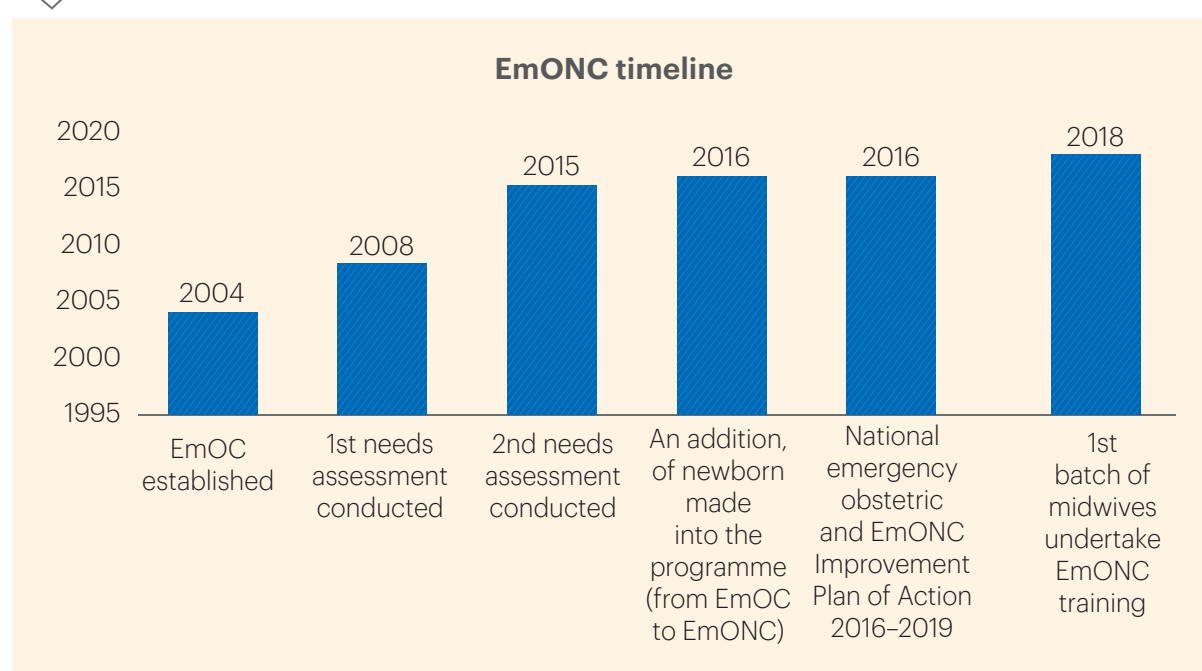 EmONC timeline
2020
2015
2010
2005
2000
1995
2004
2008
2015
2016
2016
2018
EmOC
established
1st needs
assessment
conducted
2nd needs
assessment
conducted
An addition,
of newborn
made
into the
programme
(from EmOC
to EmONC)
National
emergency
obstetric
and EmONC
Improvement
Plan of Action
2016–2019
1st
batch of
midwives
undertake
EmONC
training